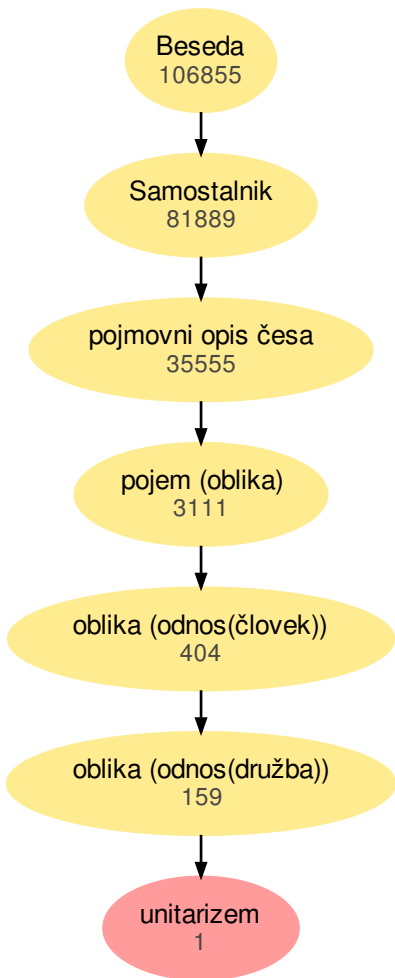 Beseda
106855
Samostalnik
81889
pojmovni opis česa
35555
pojem (oblika)
3111
oblika (odnos(človek))
404
oblika (odnos(družba))
159
unitarizem
1